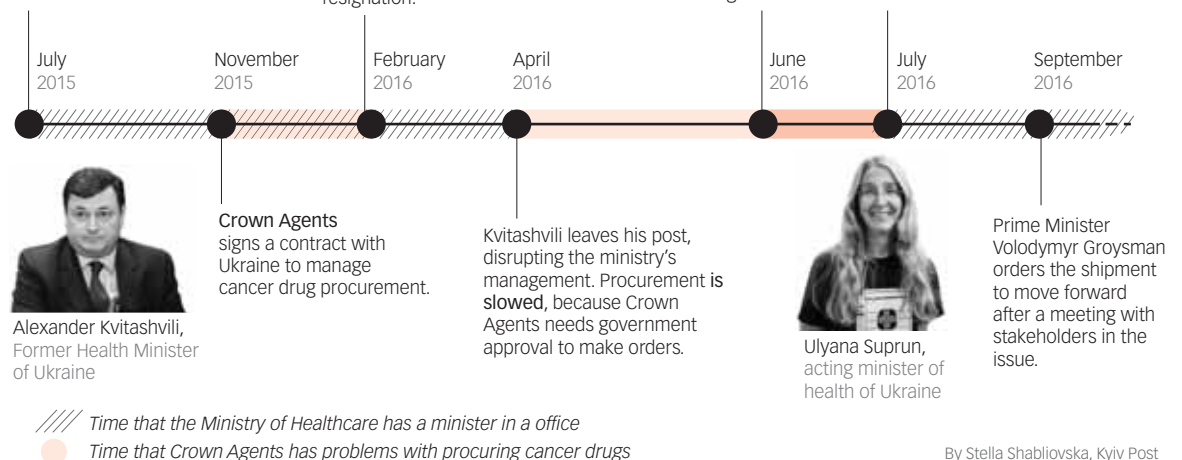 resignation.
July
2015
November
2015
February
2016
April
2016
June
2016
July
2016
September
2016
Crown Agents
signs a contract with
Ukraine to manage
cancer drug procurement.
Kvitashvili leaves his post,
disrupting the ministry's
management. Procurement is
slowed, because Crown
Agents needs government
approval to make orders.
Prime Minister
Volodymyr Groysman
orders the shipment
to move forward
after a meeting with
stakeholders in the
issue.
Alexander Kvitashvili,
Former Health Minister
of Ukraine
Ulyana Suprun,
acting minister of
health of Ukraine
Time that the Ministry of Healthcare has a minister in a office
Time that Crown Agents has problems with procuring cancer drugs
By Stella Shabliovska, Kyiv Post